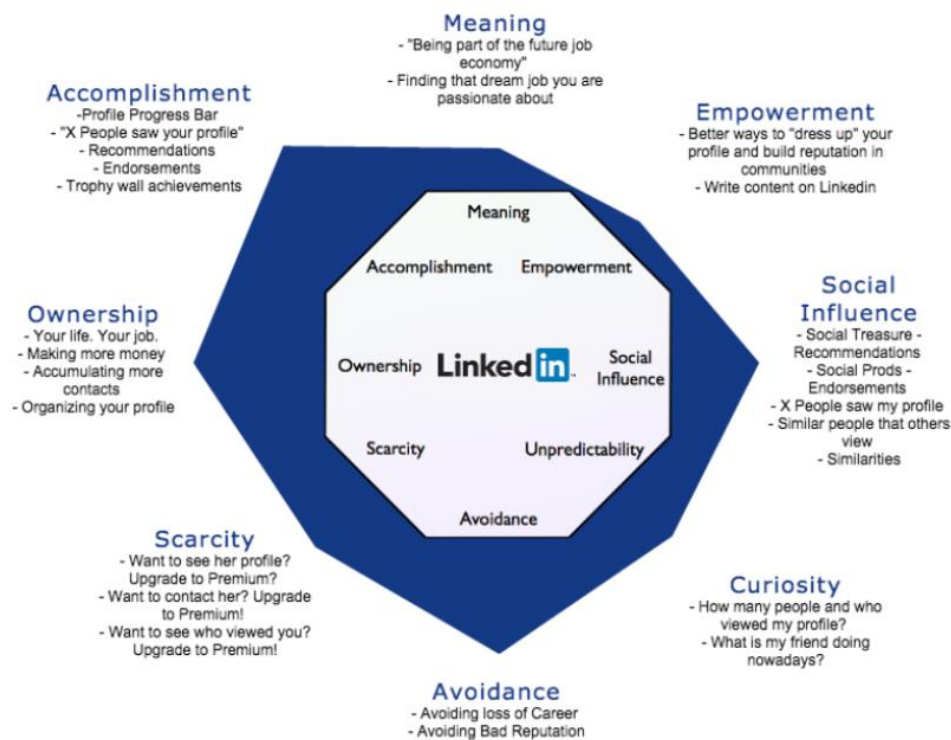 Meaning
- "Being part of the future job
economy"
- Finding that dream job you are
passionate about
Accomplishment
-Profile Progress Bar
- "X People saw your profile"
- Recommendations
- Endorsements
- Trophy wall achievements
Empowerment
- Better ways to "dress up" your
profile and build reputation in
communities
- Write content on Linkedin
Ownership
- Your life. Your job.
- Making more money
- Accumulating more
contacts
- Organizing your profile
Meaning
Accomplishment
Empowerment
Ownership
Linked in™
Social
Influence
Scarcity
Unpredictability
Avoidance
Social
Influence
- Social Treasure -
Recommendations
- Social Prods -
Endorsements
- X People saw my profile
- Similar people that others
view
- Similarities
Scarcity
- Want to see her profile?
Upgrade to Premium?
- Want to contact her? Upgrade
to Premium!
- Want to see who viewed you?
Upgrade to Premium!
Curiosity
- How many people and who
viewed my profile?
- What is my friend doing
nowadays?
Avoidance
- Avoiding loss of Career
- Avoiding Bad Reputation